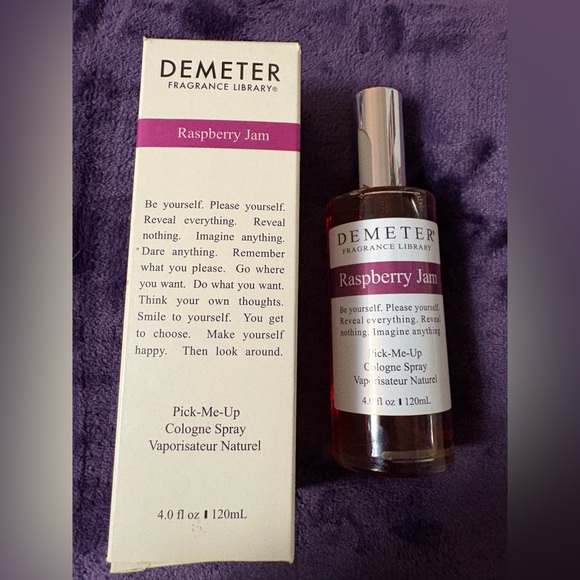 DEMETER
FRAGRANCE LIBRARY®
Raspberry Jam
Be yourself. Please yourself.
Reveal everything. Reveal
nothing. Imagine anything.
Dare anything. Remember
what you please. Go where
you want. Do what you want.
Think your own thoughts.
Smile to yourself. You get
to choose. Make yourself
happy. Then look around.
Pick-Me-Up
Cologne Spray
Vaporisateur Naturel
4.0 fl oz ▌120mL
DEMETER®
FRAGRANCE LIBRARY
Raspberry Jam
Be yourself. Please yourself.
Reveal everything. Reveal
nothing. Imagine anything.
Pick-Me-Up
Cologne Spray
Vaporisateur Naturel
4.0 fl oz ▌120mL